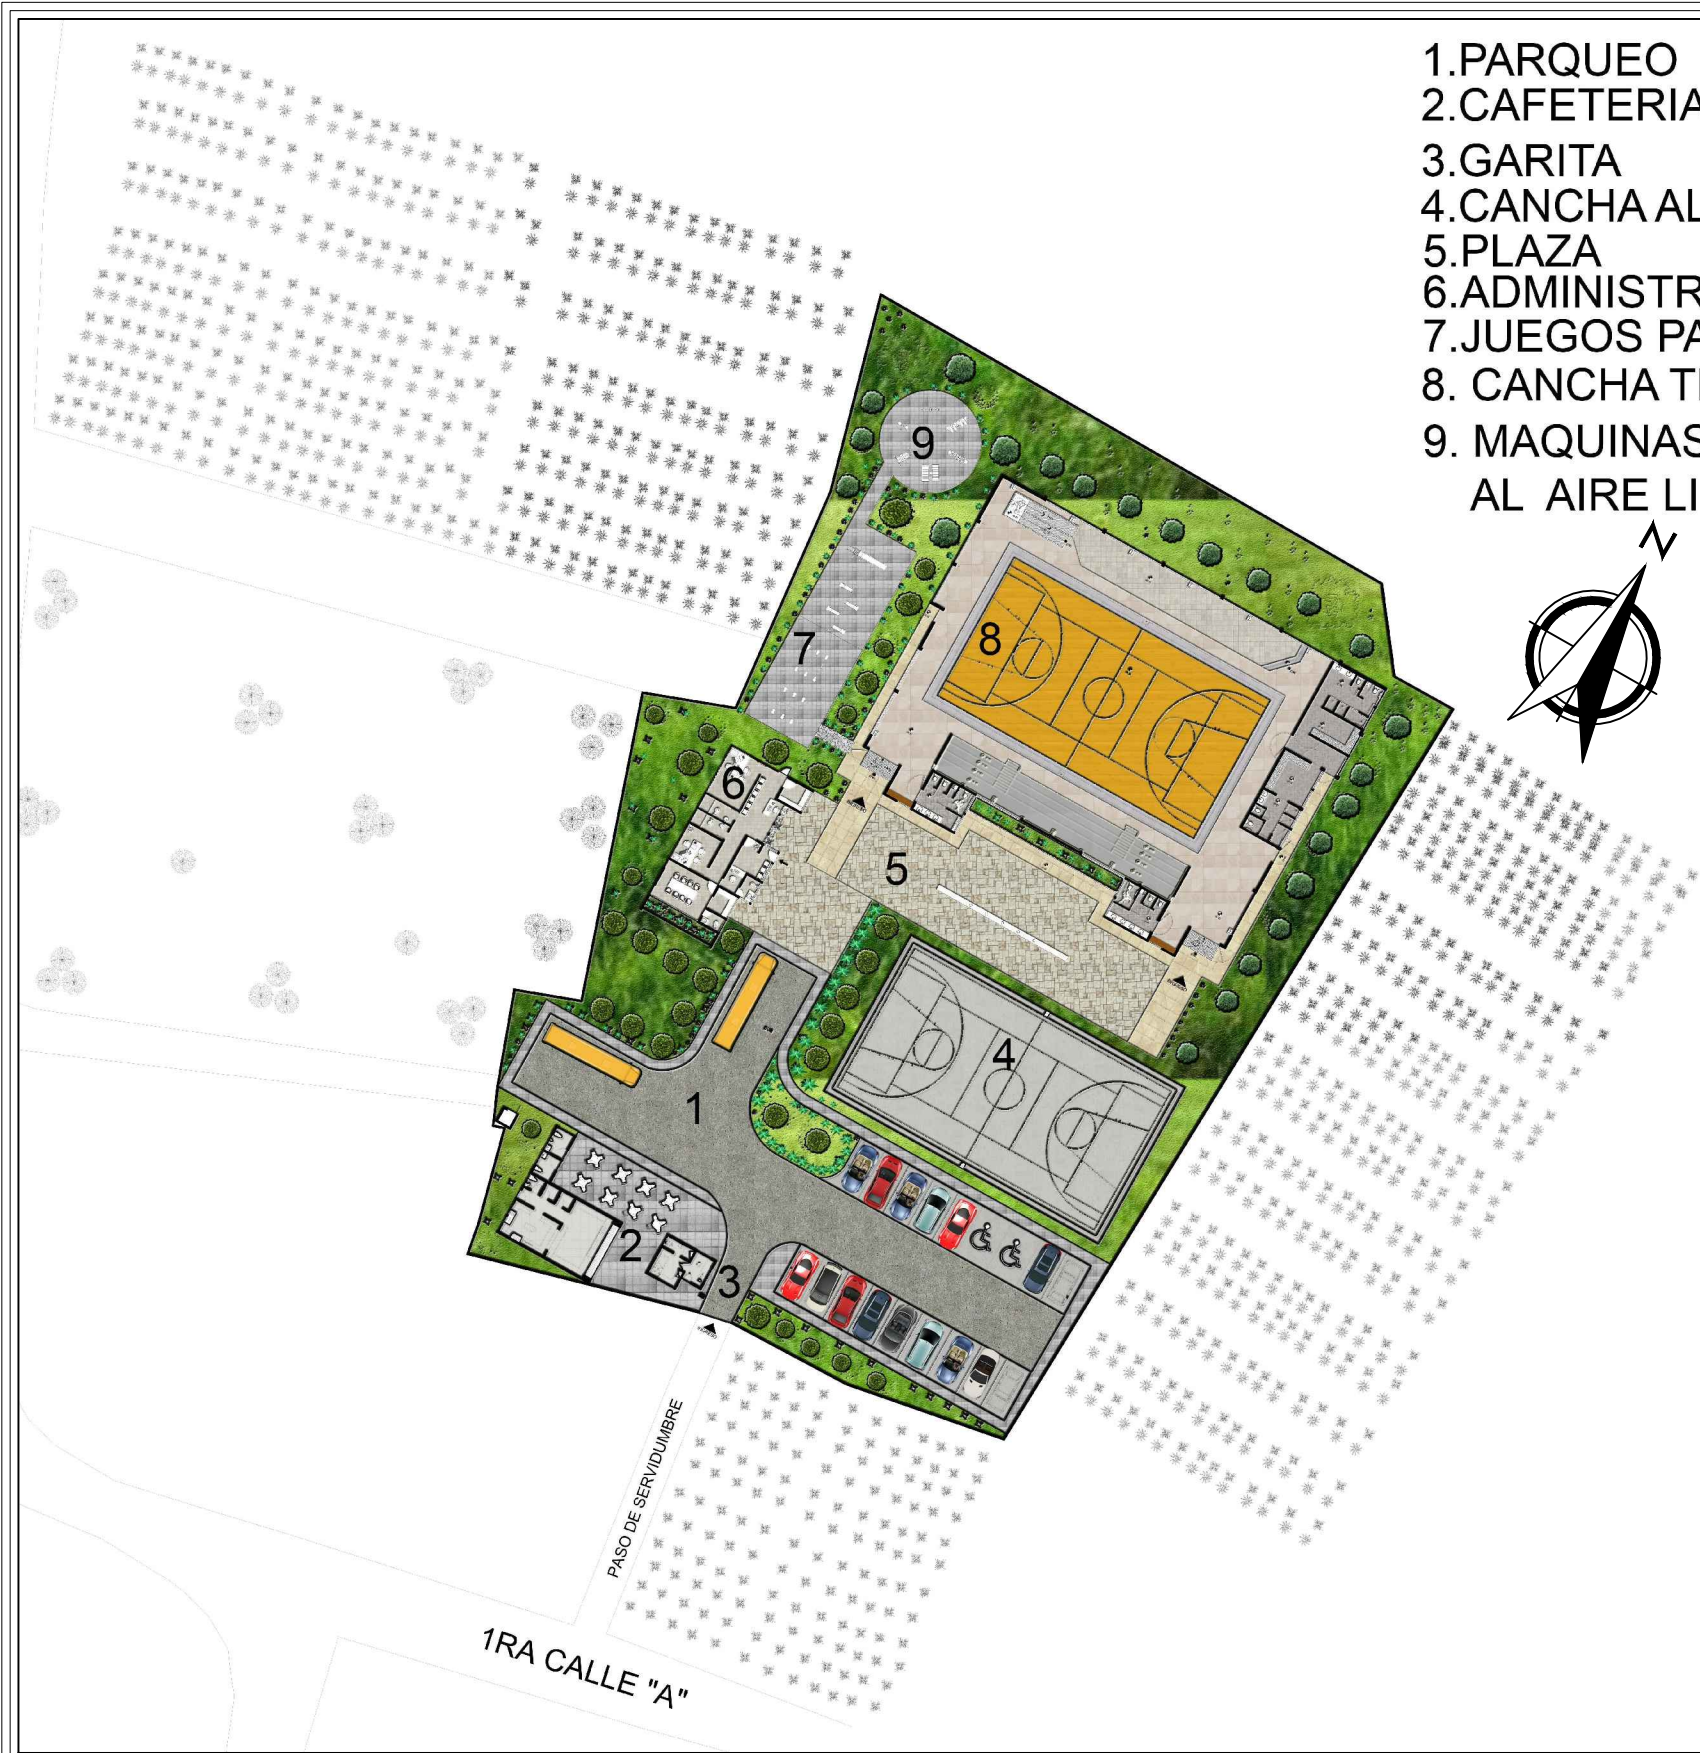 1.PARQUEO
2.CAFETERIA
3.GARITA
4.CANCHA AL
5.PLAZA
6.ADMINISTR
7.JUEGOS PA
8. CANCHA TE
9. MAQUINAS
AL AIRE LI
N
9
8
7
6
5
4
1
2
3
PASO DE SERVIDUMBRE
1RA CALLE "A"